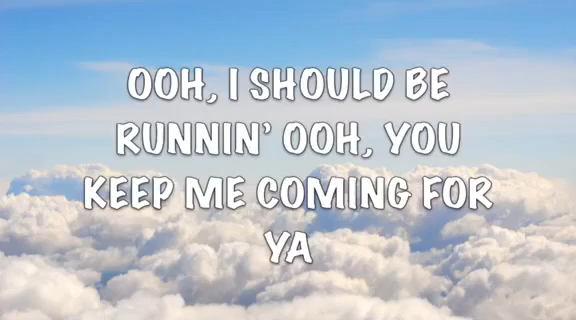 OOH, I SHOULD BE
RUNNIN’ OOH, YOU
KEEP ME COMING FOR
YA